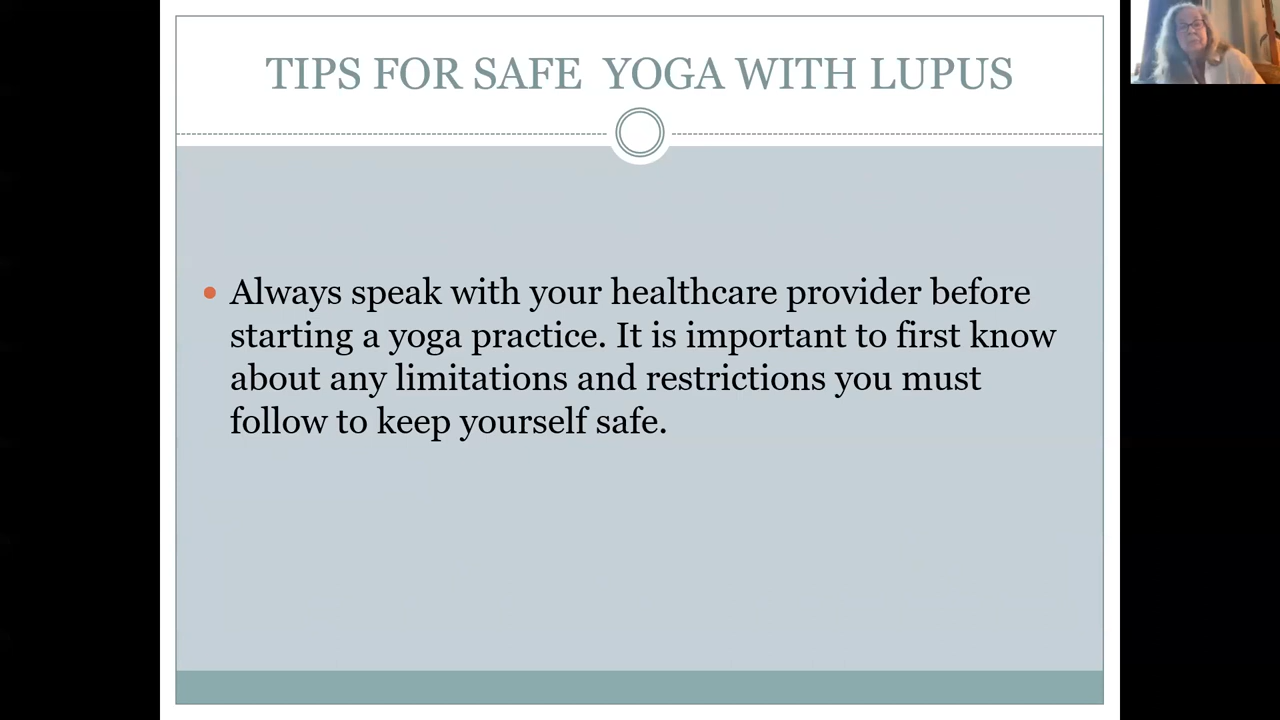 TIPS FOR SAFE  YOGA WITH LUPUS
• Always speak with your healthcare provider before
starting a yoga practice. It is important to first know
about any limitations and restrictions you must
follow to keep yourself safe.